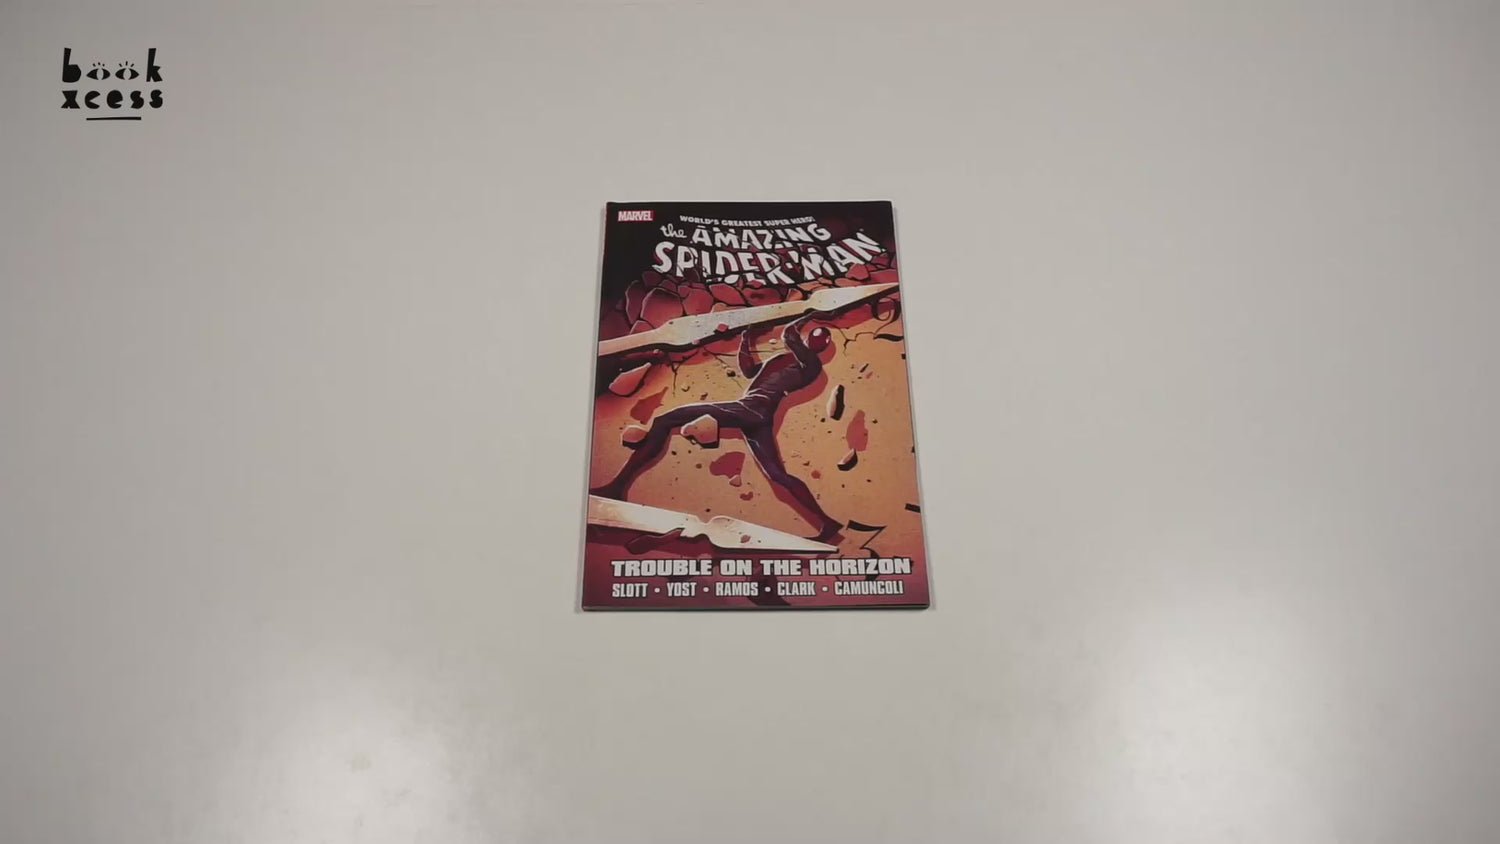 book
xcess
MARVEL
WORLD'S GREATEST SUPER HERO!
the AMAZING
SPIDER-MAN
3
TROUBLE ON THE HORIZON
SLOTT • YOST • RAMOS • CLARK • CAMUNCOLI